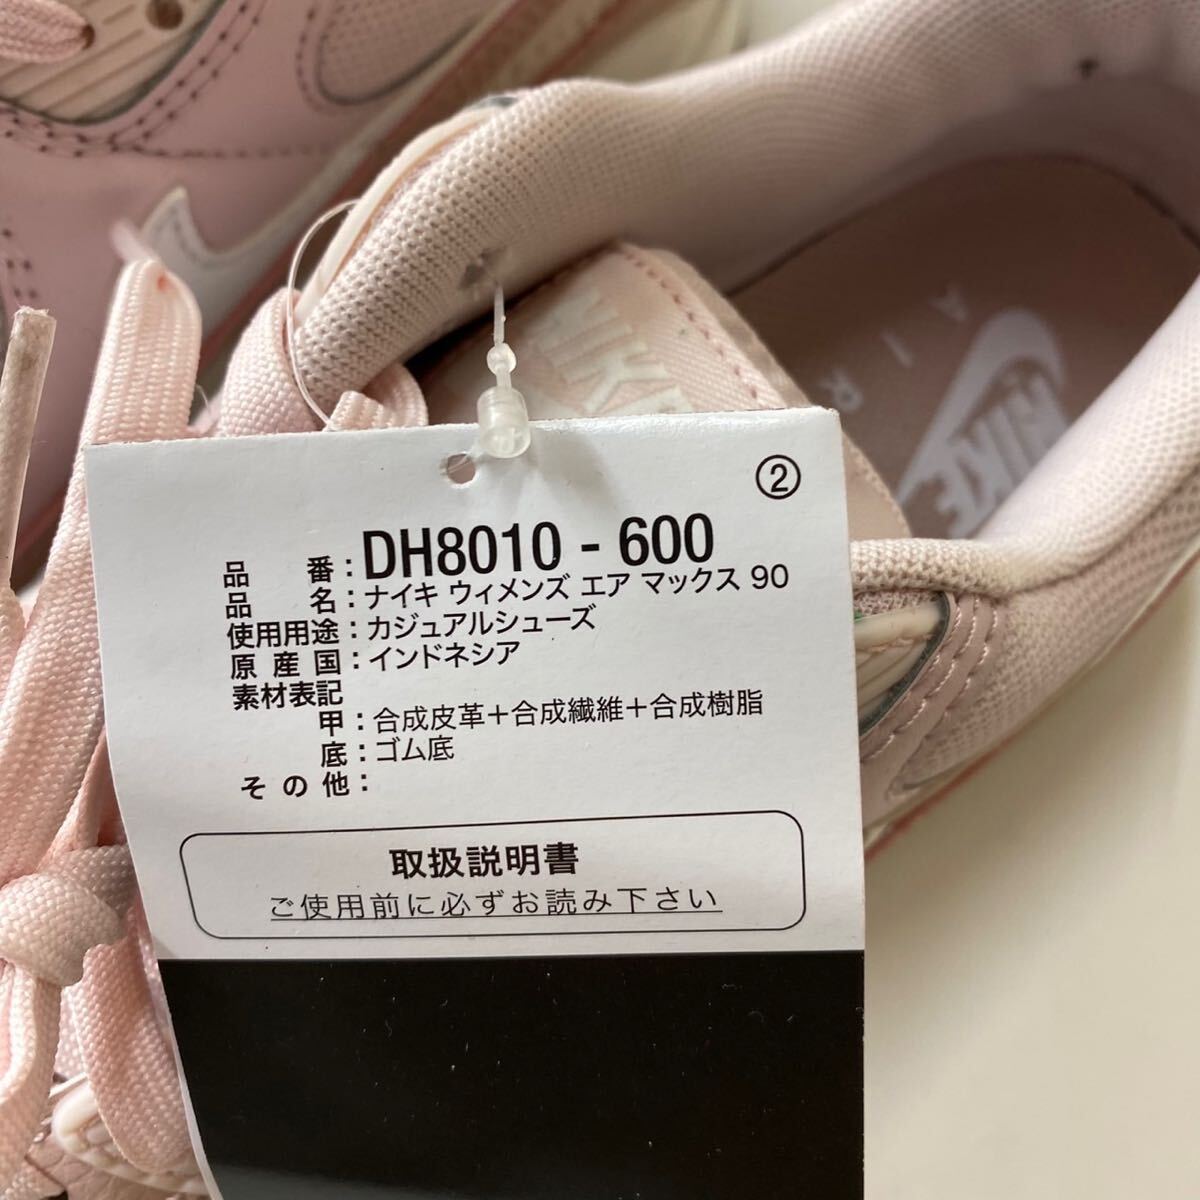 ②
品番:DH8010-600
品名:ナイキ ウィメンズ エア マックス 90
使用用途:カジュアルシューズ
原産国:インドネシア
素材表記
甲:合成皮革+合成繊維+合成樹脂
底:ゴム底
その他:
取扱説明書
ご使用前に必ずお読み下さい
NIKE
NIKE
AIR